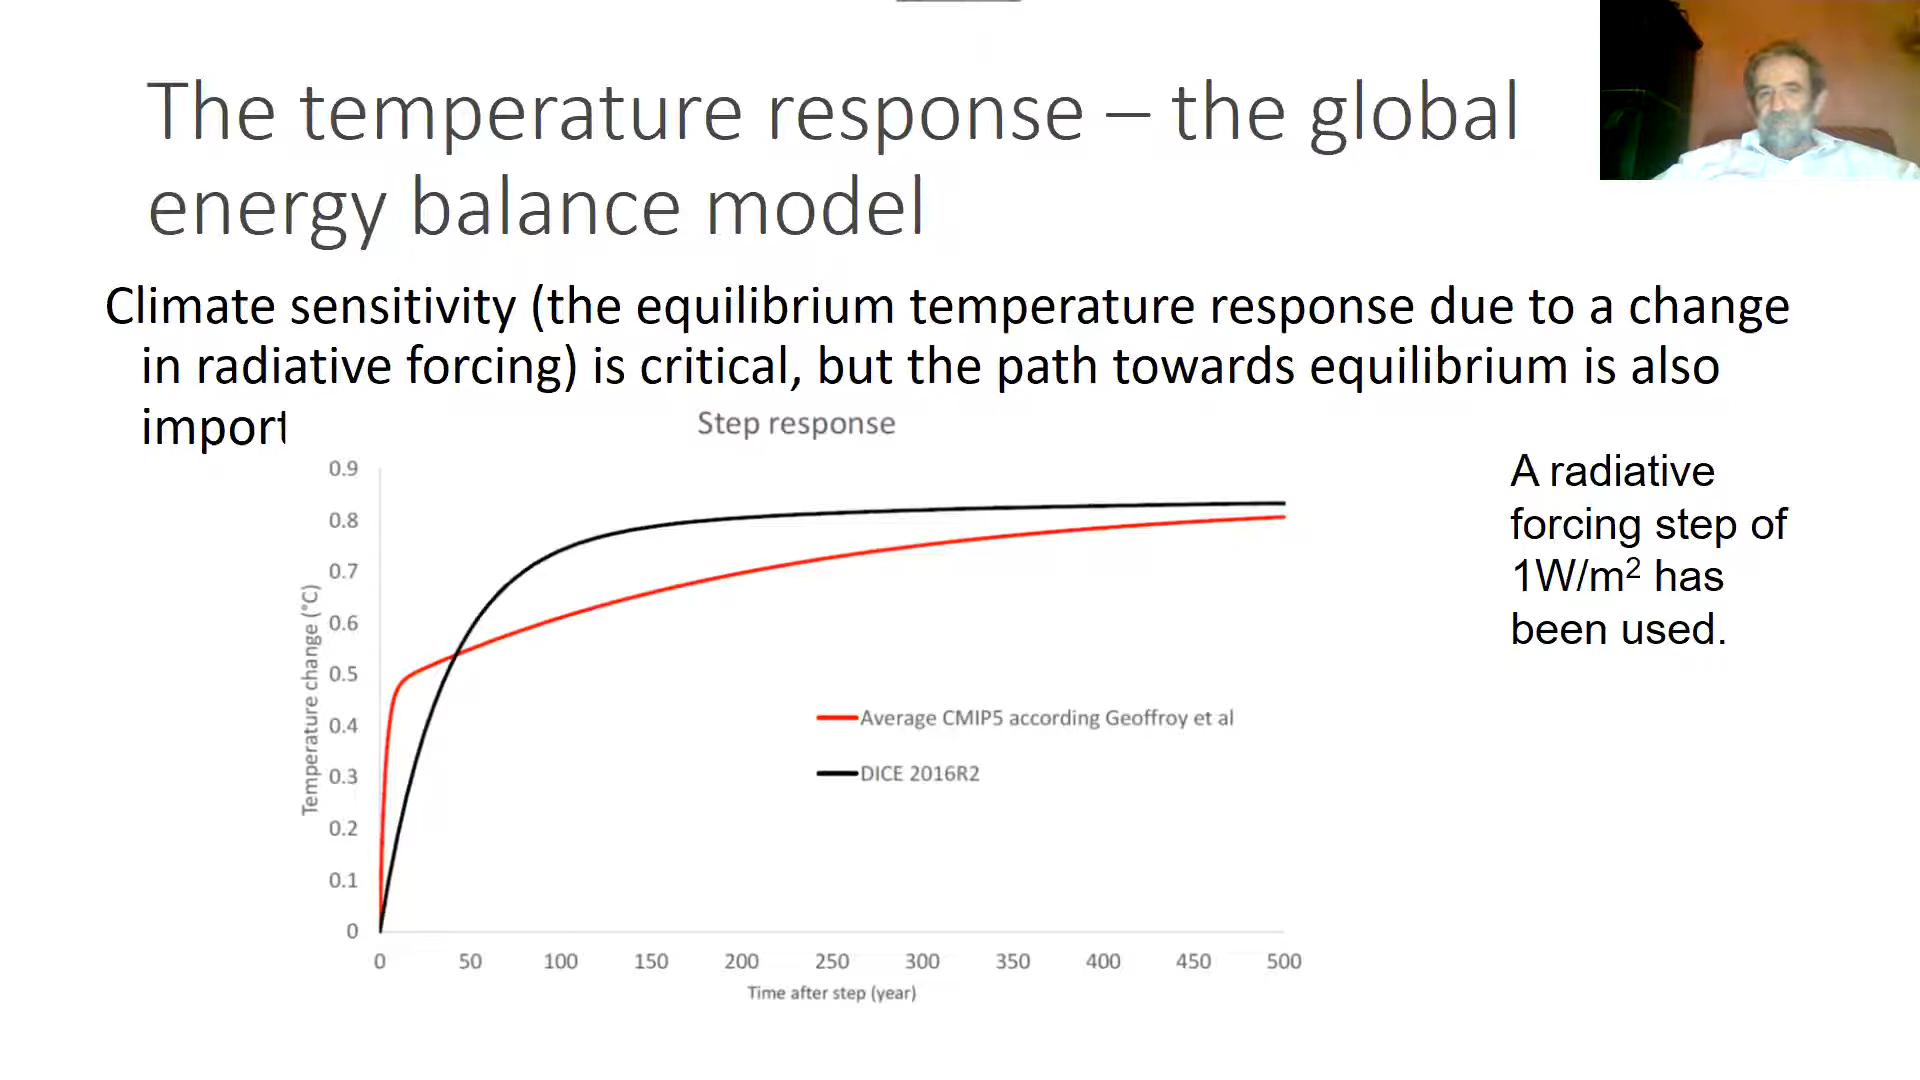 The temperature response – the global
energy balance model
Climate sensitivity (the equilibrium temperature response due to a change
in radiative forcing) is critical, but the path towards equilibrium is also
import
Step response
A radiative
forcing step of
1W/m² has
been used.
Temperature change (°C)
0.9
0.8
0.7
0.6
0.5
0.4
0.3
0.2
0.1
0
Average CMIP5 according Geoffroy et al
DICE 2016R2
0 50 100 150 200 250 300 350 400 450 500
Time after step (year)